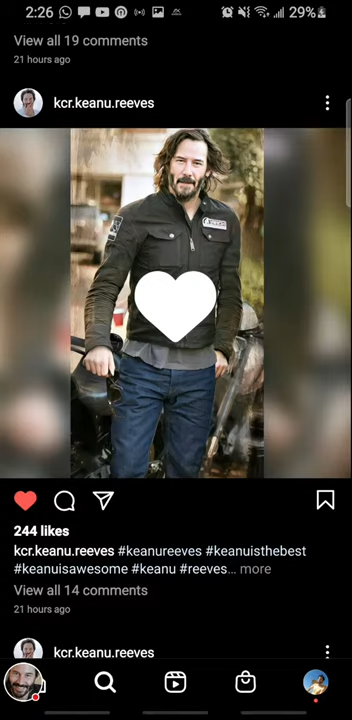 2:26
29%
View all 19 comments
21 hours ago
kcr.keanu.reeves
244 likes
kcr.keanu.reeves #keanureeves #keanuisthebest
#keanuisawesome #keanu #reeves... more
View all 14 comments
21 hours ago
kcr.keanu.reeves